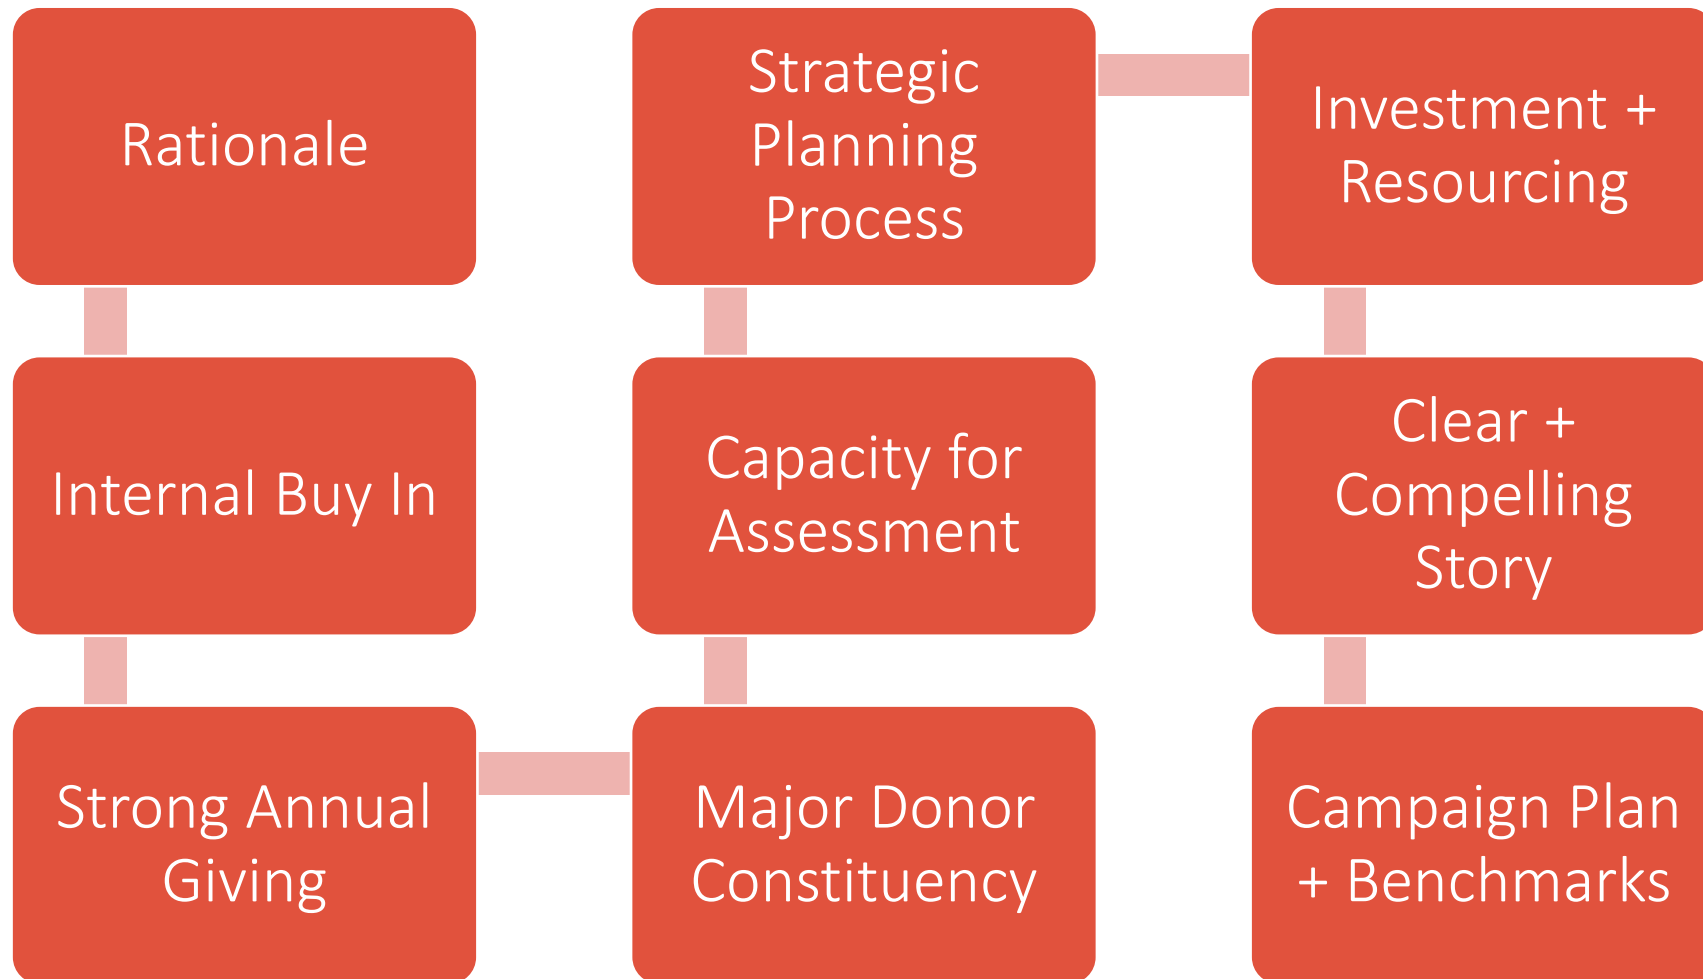 Rationale
Internal Buy In
Strong Annual
Giving
Major Donor
Constituency
Capacity for
Assessment
Strategic
Planning
Process
Investment +
Resourcing
Clear +
Compelling
Story
Campaign Plan
+ Benchmarks